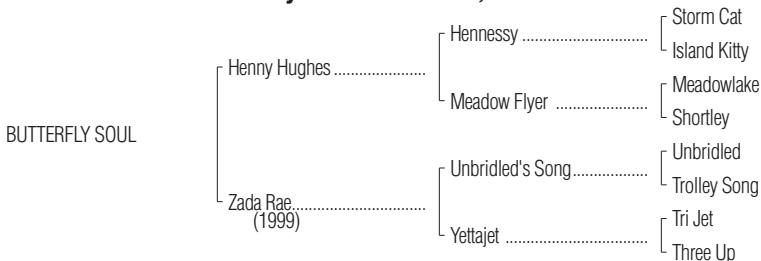 Storm Cat
Hennessy ................................
Island Kitty
Henny Hughes .......................
Meadowlake
Meadow Flyer .......................
Shortley
BUTTERFLY SOUL
Unbridled
Unbridled's Song...................
Trolley Song
Zada Rae..................................
(1999)
Tri Jet
Yettajet ....................................
Three Up